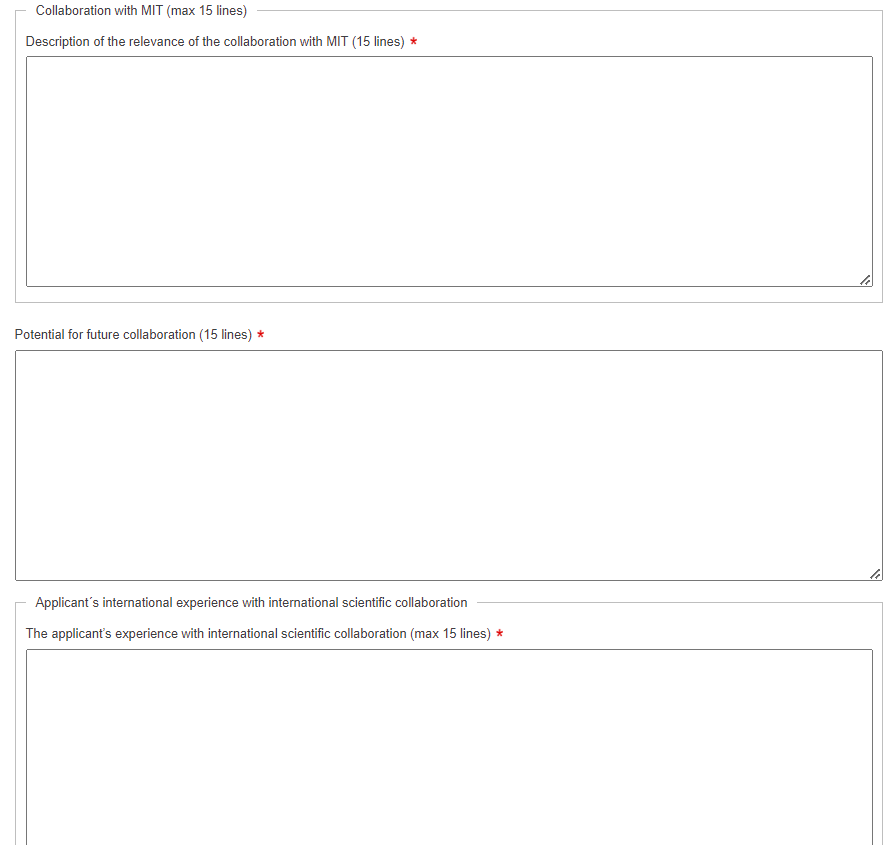 Collaboration with MIT (max 15 lines)
Description of the relevance of the collaboration with MIT (15 lines) *
Potential for future collaboration (15 lines) *
Applicant´s international experience with international scientific collaboration
The applicant's experience with international scientific collaboration (max 15 lines) *